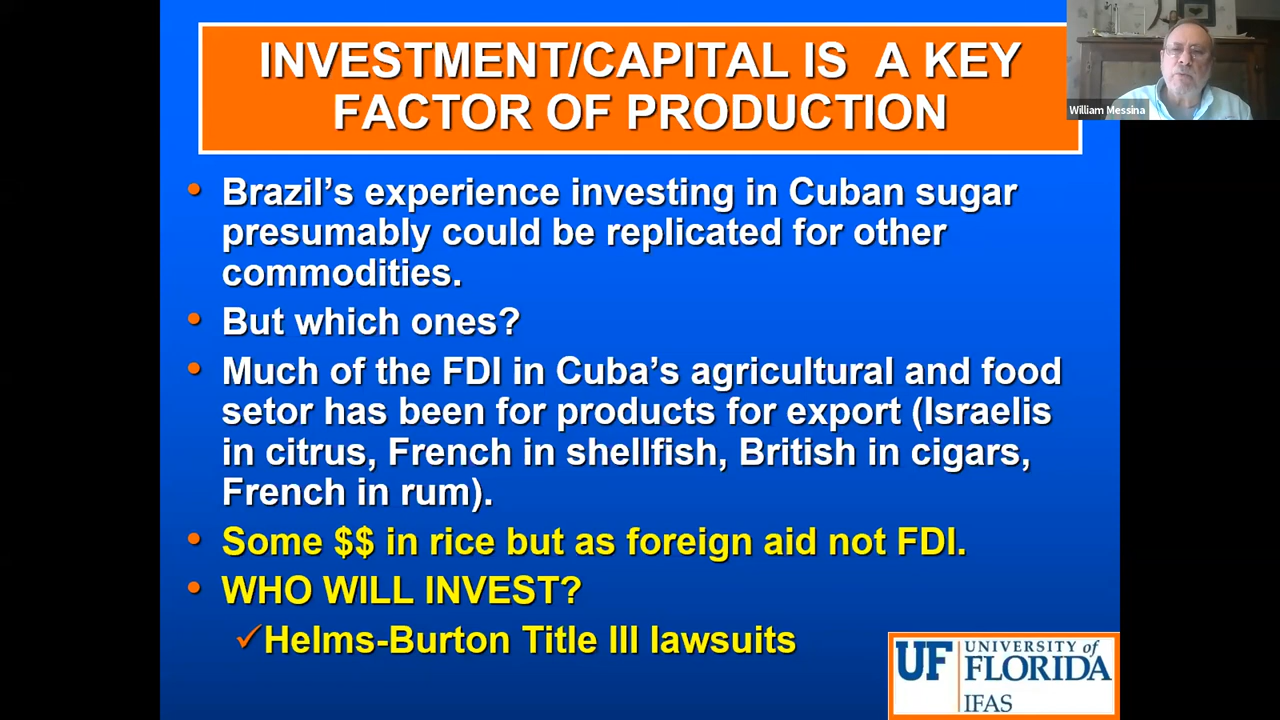 INVESTMENT/CAPITAL IS A KEY
FACTOR OF PRODUCTION
William Messina
• Brazil’s experience investing in Cuban sugar
presumably could be replicated for other
commodities.
• But which ones?
• Much of the FDI in Cuba’s agricultural and food
setor has been for products for export (Israelis
in citrus, French in shellfish, British in cigars,
French in rum).
• Some $$ in rice but as foreign aid not FDI.
• WHO WILL INVEST?
✓Helms-Burton Title III lawsuits
UF UNIVERSITY of
FLORIDA
IFAS